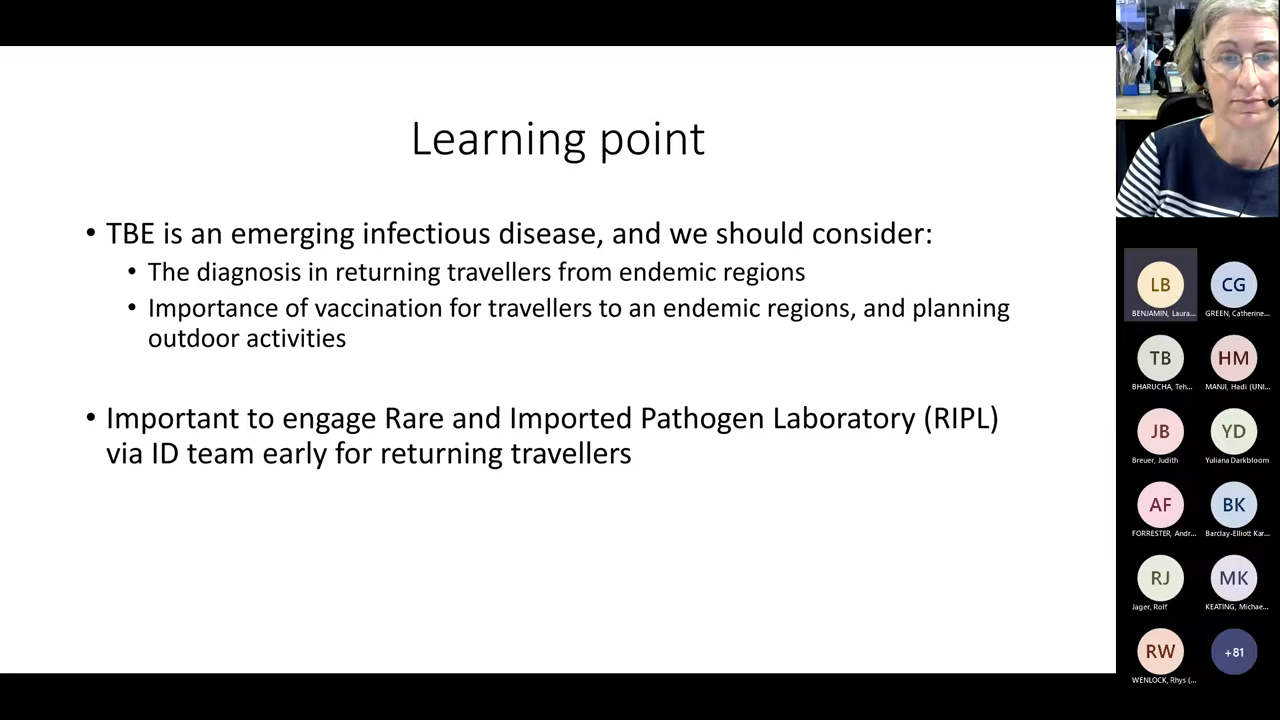 Learning point
• TBE is an emerging infectious disease, and we should consider:
• The diagnosis in returning travellers from endemic regions
• Importance of vaccination for travellers to an endemic regions, and planning
outdoor activities
• Important to engage Rare and Imported Pathogen Laboratory (RIPL)
via ID team early for returning travellers
LB CG
BENJAMIN, Laura... GREEN, Catherine...
TB HM
BHARUCHA, Teh... MANJI, Hadi (UNI...
JB YD
Breuer, Judith Yuliana Darkbloom
AF BK
FORRESTER, Andr... Barclay-Elliott Kar...
RJ MK
Jager, Rolf KEATING, Michae...
RW +81
WENLOCK, Rhys (...